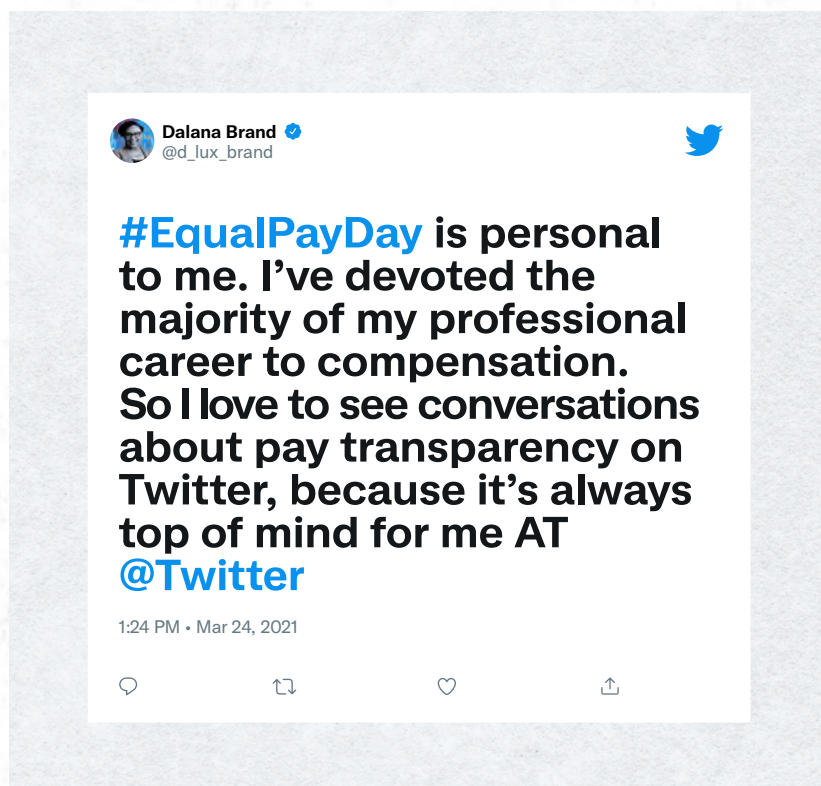 Dalana Brand
@d_lux_brand
#EqualPayDay is personal
to me. I’ve devoted the
majority of my professional
career to compensation.
So I love to see conversations
about pay transparency on
Twitter, because it’s always
top of mind for me AT
@Twitter
1:24 PM • Mar 24, 2021